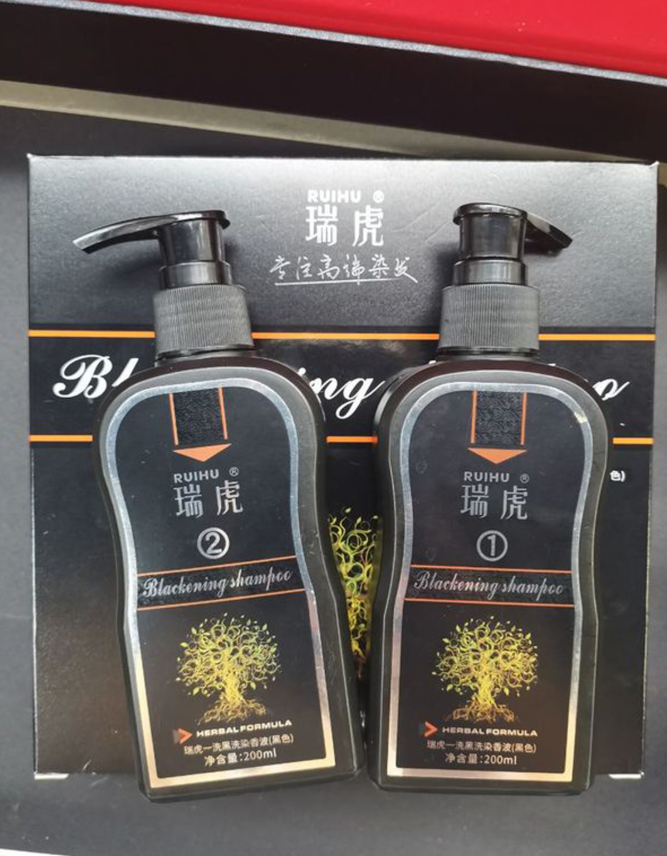 RUIHU ®
瑞虎
专注高端染发
色)
RUIHU ®
瑞虎
②
Blackening shampoo
HERBAL FORMULA
瑞虎一洗黑洗染香波(黑色)
净含量:200ml
RUIHU ®
瑞虎
①
Blackening shampoo
HERBAL FORMULA
瑞虎一洗黑洗染香波(黑色)
净含量:200ml